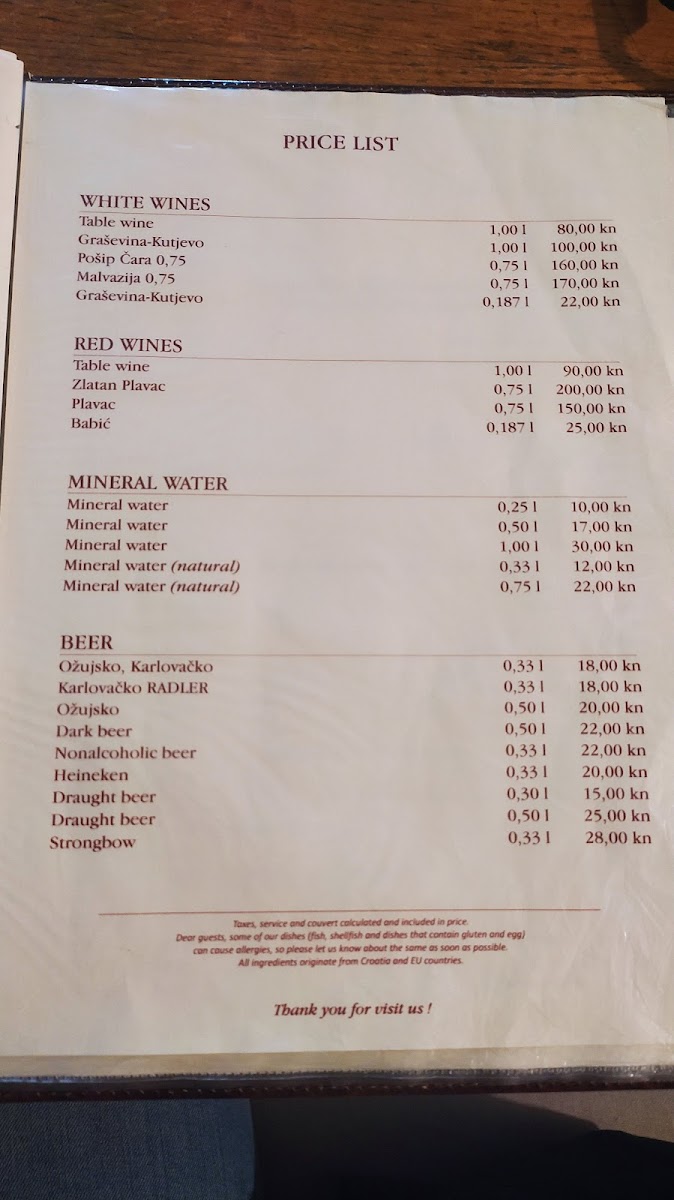 PRICE LIST
WHITE WINES
Table wine 1,00 l 80,00 kn
Graševina-Kutjevo 1,00 l 100,00 kn
Pošip Čara 0,75 0,75 l 160,00 kn
Malvazija 0,75 0,75 l 170,00 kn
Graševina-Kutjevo 0,187 l 22,00 kn
RED WINES
Table wine 1,00 l 90,00 kn
Zlatan Plavac 0,75 l 200,00 kn
Plavac 0,75 l 150,00 kn
Babić 0,187 l 25,00 kn
MINERAL WATER
Mineral water 0,25 l 10,00 kn
Mineral water 0,50 l 17,00 kn
Mineral water 1,00 l 30,00 kn
Mineral water (natural) 0,33 l 12,00 kn
Mineral water (natural) 0,75 l 22,00 kn
BEER
Ožujsko, Karlovačko 0,33 l 18,00 kn
Karlovačko RADLER 0,33 l 18,00 kn
Ožujsko 0,50 l 20,00 kn
Dark beer 0,50 l 22,00 kn
Nonalcoholic beer 0,33 l 22,00 kn
Heineken 0,33 l 20,00 kn
Draught beer 0,30 l 15,00 kn
Draught beer 0,50 l 25,00 kn
Strongbow 0,33 l 28,00 kn
Taxes, service and couvert calculated and included in price.
Dear guests, some of our dishes (fish, shellfish and dishes that contain gluten and egg)
can cause allergies, so please let us know about the same as soon as possible.
All ingredients originate from Croatia and EU countries.
Thank you for visit us !